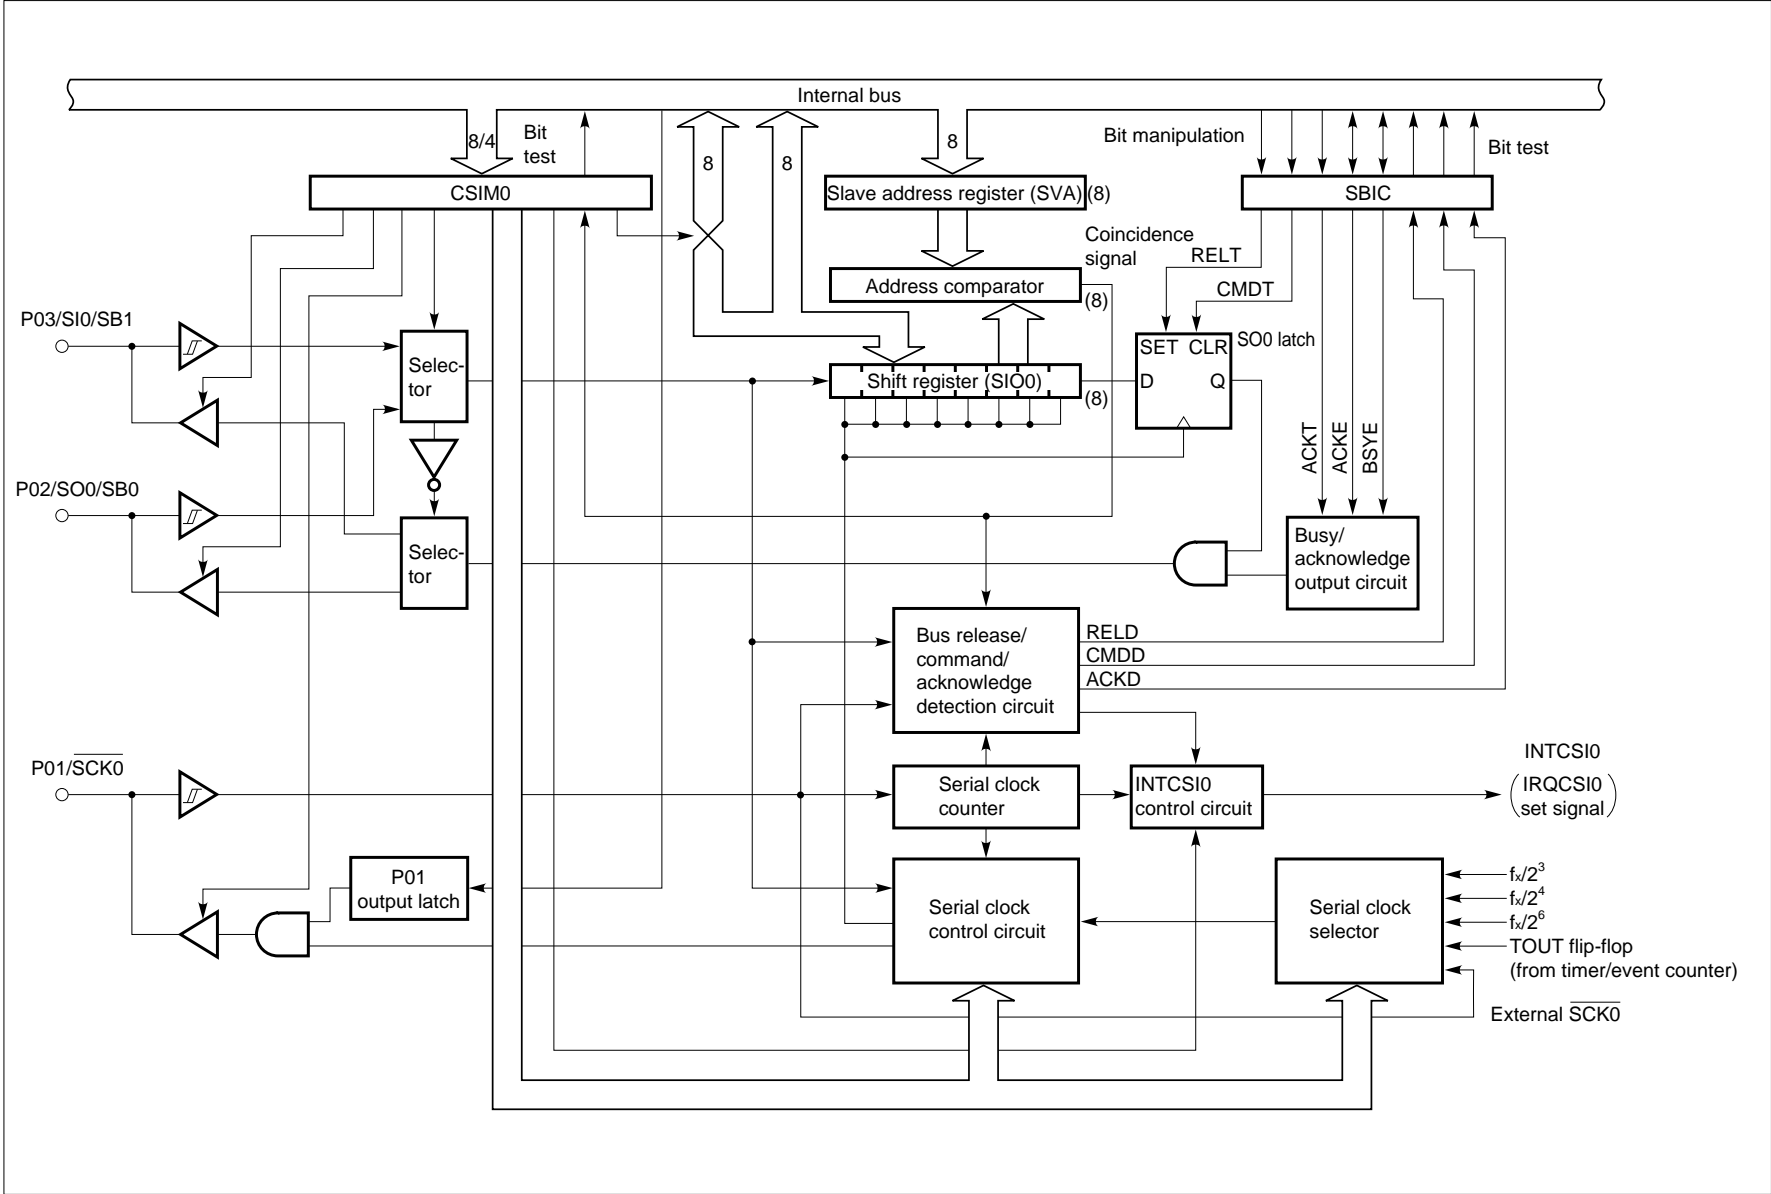 Internal bus
8/4
Bit
test
8
8
8
Bit manipulation
Bit test
CSIM0
Slave address register (SVA)
(8)
SBIC
Coincidence
signal
RELT
CMDT
Address comparator
(8)
P03/SI0/SB1
Selec-
tor
SET CLR
SO0 latch
D
Q
Shift register (SIO0)
(8)
ACKT
ACKE
BSYE
P02/SO0/SB0
Selec-
tor
Busy/
acknowledge
output circuit
Bus release/
command/
acknowledge
detection circuit
RELD
CMDD
ACKD
P01/SCK0
Serial clock
counter
INTCSI0
control circuit
INTCSI0
(IRQCSI0
set signal)
P01
output latch
Serial clock
control circuit
Serial clock
selector
fx/2³
fx/2⁴
fx/2⁶
TOUT flip-flop
(from timer/event counter)
External SCK0